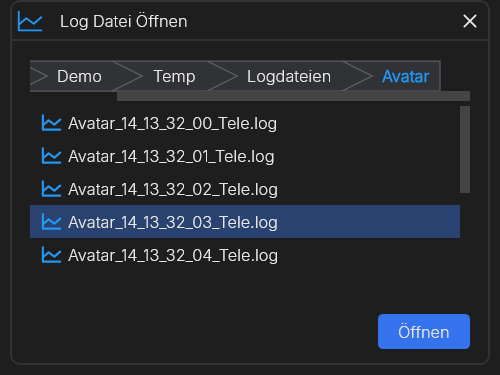 Log Datei Öffnen
Demo Temp Logdateien Avatar
Avatar_14_13_32_00_Tele.log
Avatar_14_13_32_01_Tele.log
Avatar_14_13_32_02_Tele.log
Avatar_14_13_32_03_Tele.log
Avatar_14_13_32_04_Tele.log
Öffnen